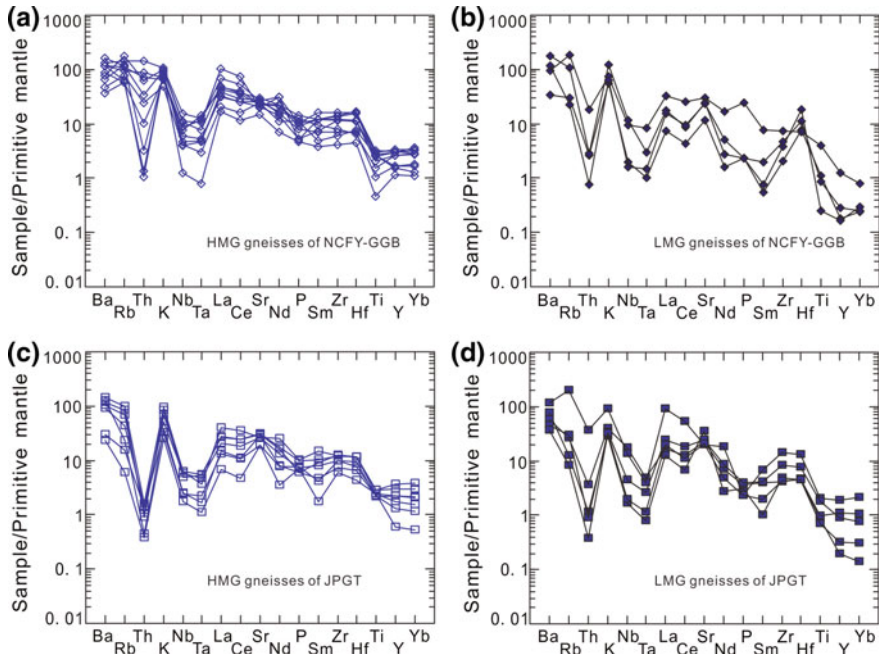 (a)
1000
100
10
1
0. 1
0. 01
Sample/Primitive mantle
HMG gneisses of NCFY-GGB
Ba Th Nb La Sr P Zr Ti Yb
Rb K Ta Ce Nd Sm Hf Y
(b)
1000
100
10
1
0. 1
0. 01
Sample/Primitive mantle
LMG gneisses of NCFY-GGB
Ba Th Nb La Sr P Zr Ti Yb
Rb K Ta Ce Nd Sm Hf Y
(c)
1000
100
10
1
0. 1
0. 01
Sample/Primitive mantle
HMG gneisses of JPGT
Ba Th Nb La Sr P Zr Ti Yb
Rb K Ta Ce Nd Sm Hf Y
(d)
1000
100
10
1
0. 1
0. 01
Sample/Primitive mantle
LMG gneisses of JPGT
Ba Th Nb La Sr P Zr Ti Yb
Rb K Ta Ce Nd Sm Hf Y